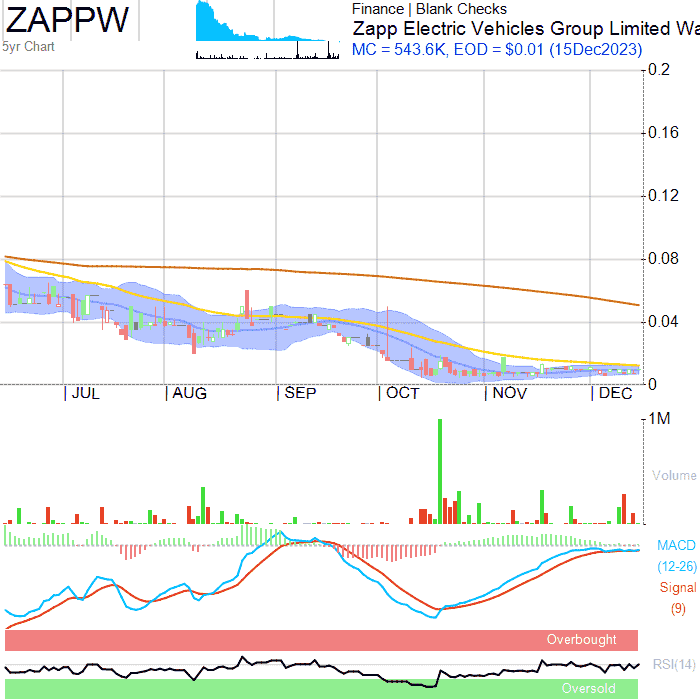 ZAPPW
5yr Chart
Finance | Blank Checks
Zapp Electric Vehicles Group Limited Wa
MC = 543.6K, EOD = $0.01 (15Dec2023)
0.2
0.16
0.12
0.08
0.04
0
JUL AUG SEP OCT NOV DEC
1M
Volume
MACD
(12-26)
Signal
(9)
Overbought
RSI(14)
Oversold